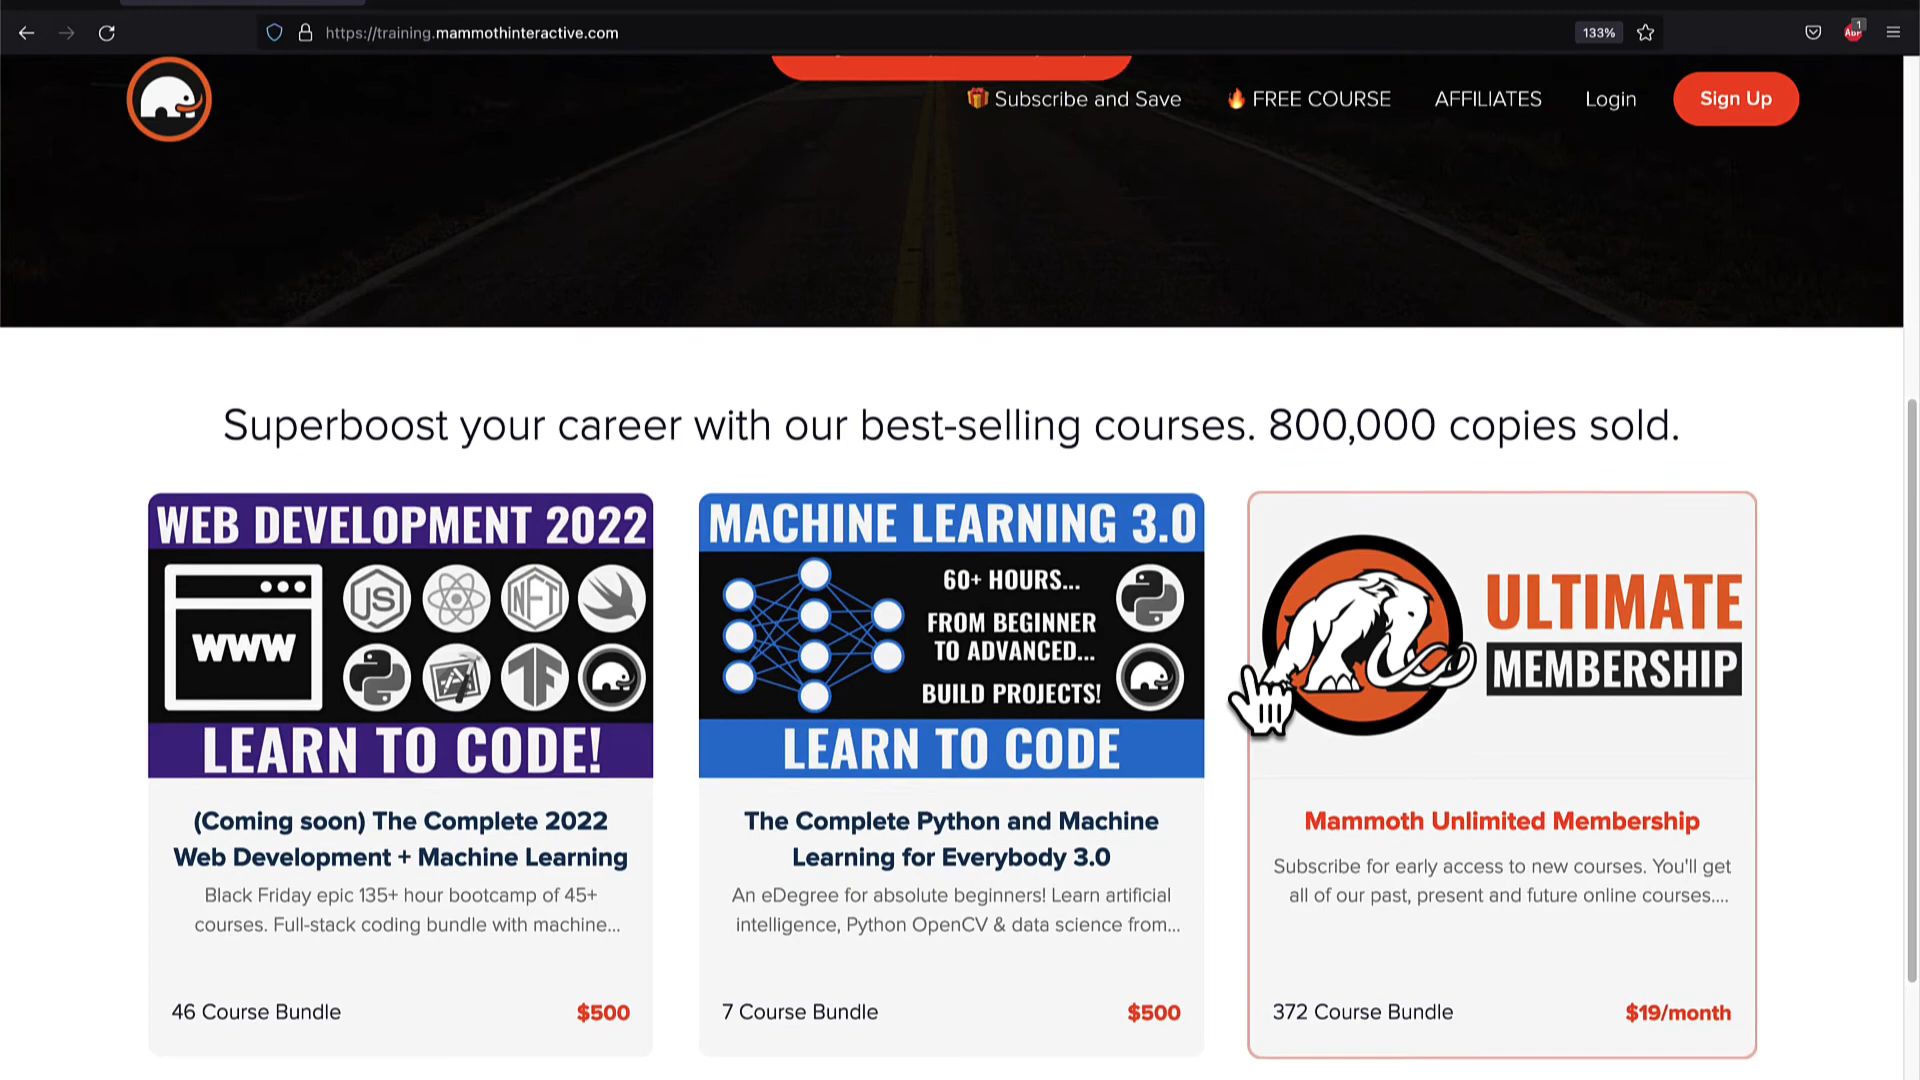 https://training.mammothinteractive.com
133%
1
ABP
🎁 Subscribe and Save
🔥 FREE COURSE
AFFILIATES
Login
Sign Up
Superboost your career with our best-selling courses. 800,000 copies sold.
WEB DEVELOPMENT 2022
WWW
JS
NFT
TF
LEARN TO CODE!
(Coming soon) The Complete 2022
Web Development + Machine Learning
Black Friday epic 135+ hour bootcamp of 45+
courses. Full-stack coding bundle with machine...
46 Course Bundle
$500
MACHINE LEARNING 3.0
60+ HOURS...
FROM BEGINNER
TO ADVANCED...
BUILD PROJECTS!
LEARN TO CODE
The Complete Python and Machine
Learning for Everybody 3.0
An eDegree for absolute beginners! Learn artificial
intelligence, Python OpenCV & data science from...
7 Course Bundle
$500
ULTIMATE
MEMBERSHIP
Mammoth Unlimited Membership
Subscribe for early access to new courses. You'll get
all of our past, present and future online courses....
372 Course Bundle
$19/month